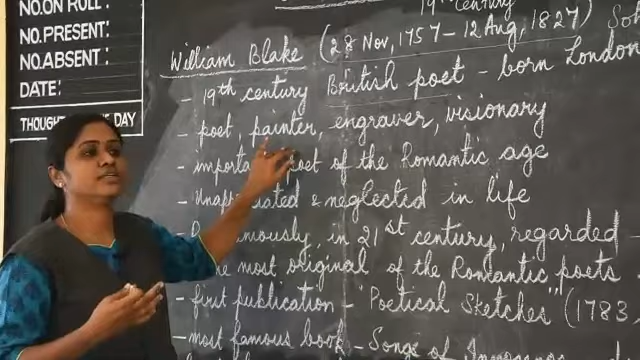 NO.ON ROLL:
NO.PRESENT:
NO.ABSENT:
DATE:
THOUGHT DAY
19th Century
William Blake (28 Nov, 1757 – 12 Aug, 1827)
- 19th century British poet - born London
- poet, painter, engraver, visionary
- poet of the Romantic age
- & neglected in life
in 21st century, regarded -
most original of the Romantic poets
- first publication - "Poetical Sketches" (1783,
- most famous book - Songs of